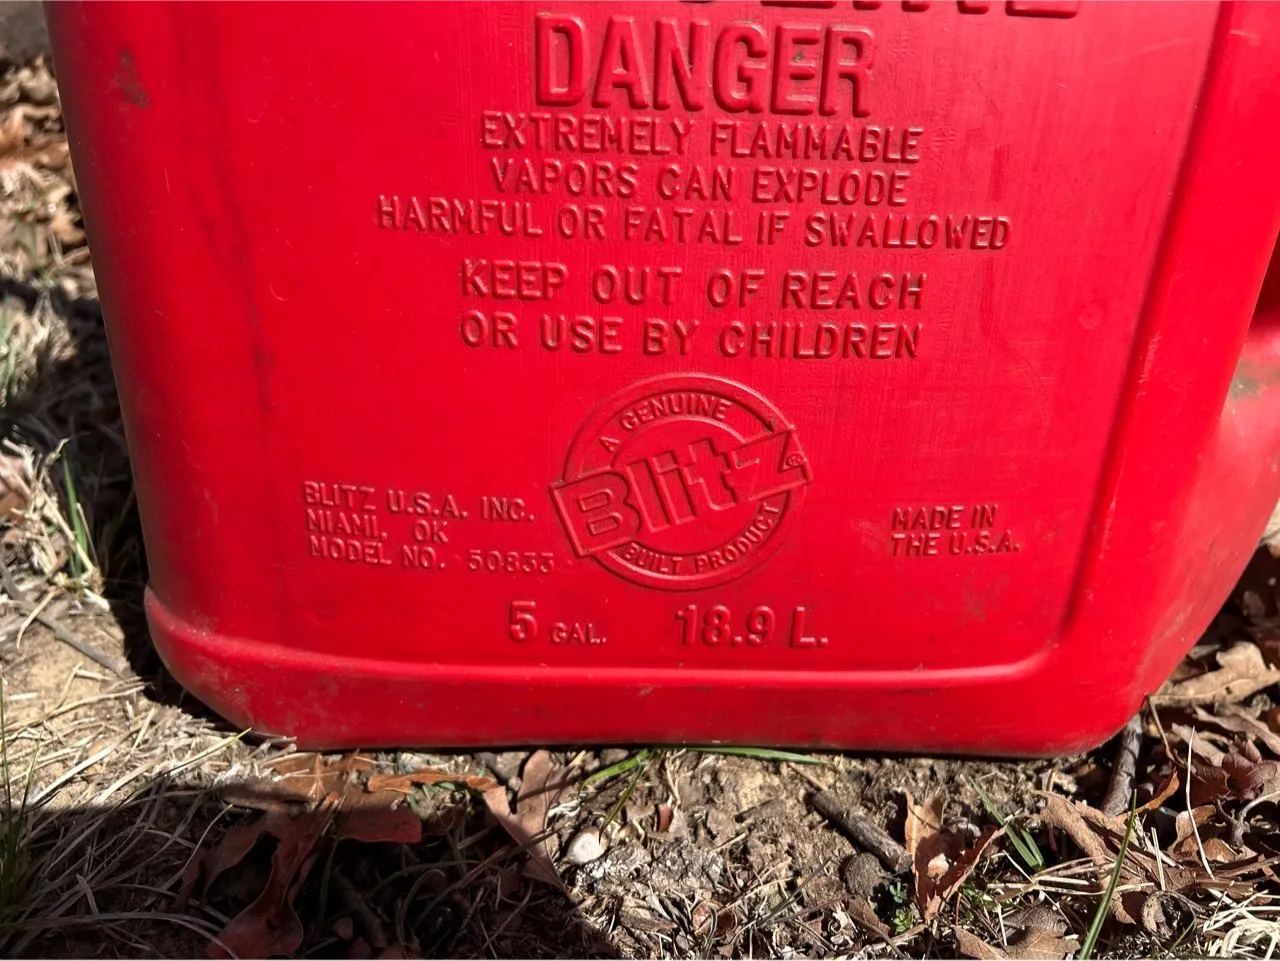 DANGER
EXTREMELY FLAMMABLE
VAPORS CAN EXPLODE
HARMFUL OR FATAL IF SWALLOWED
KEEP OUT OF REACH
OR USE BY CHILDREN
A GENUINE
Blitz®
BUILT PRODUCT
BLITZ U.S.A. INC.
MIAMI, OK
MODEL NO. 50833
MADE IN
THE U.S.A.
5 GAL. 18.9 L.